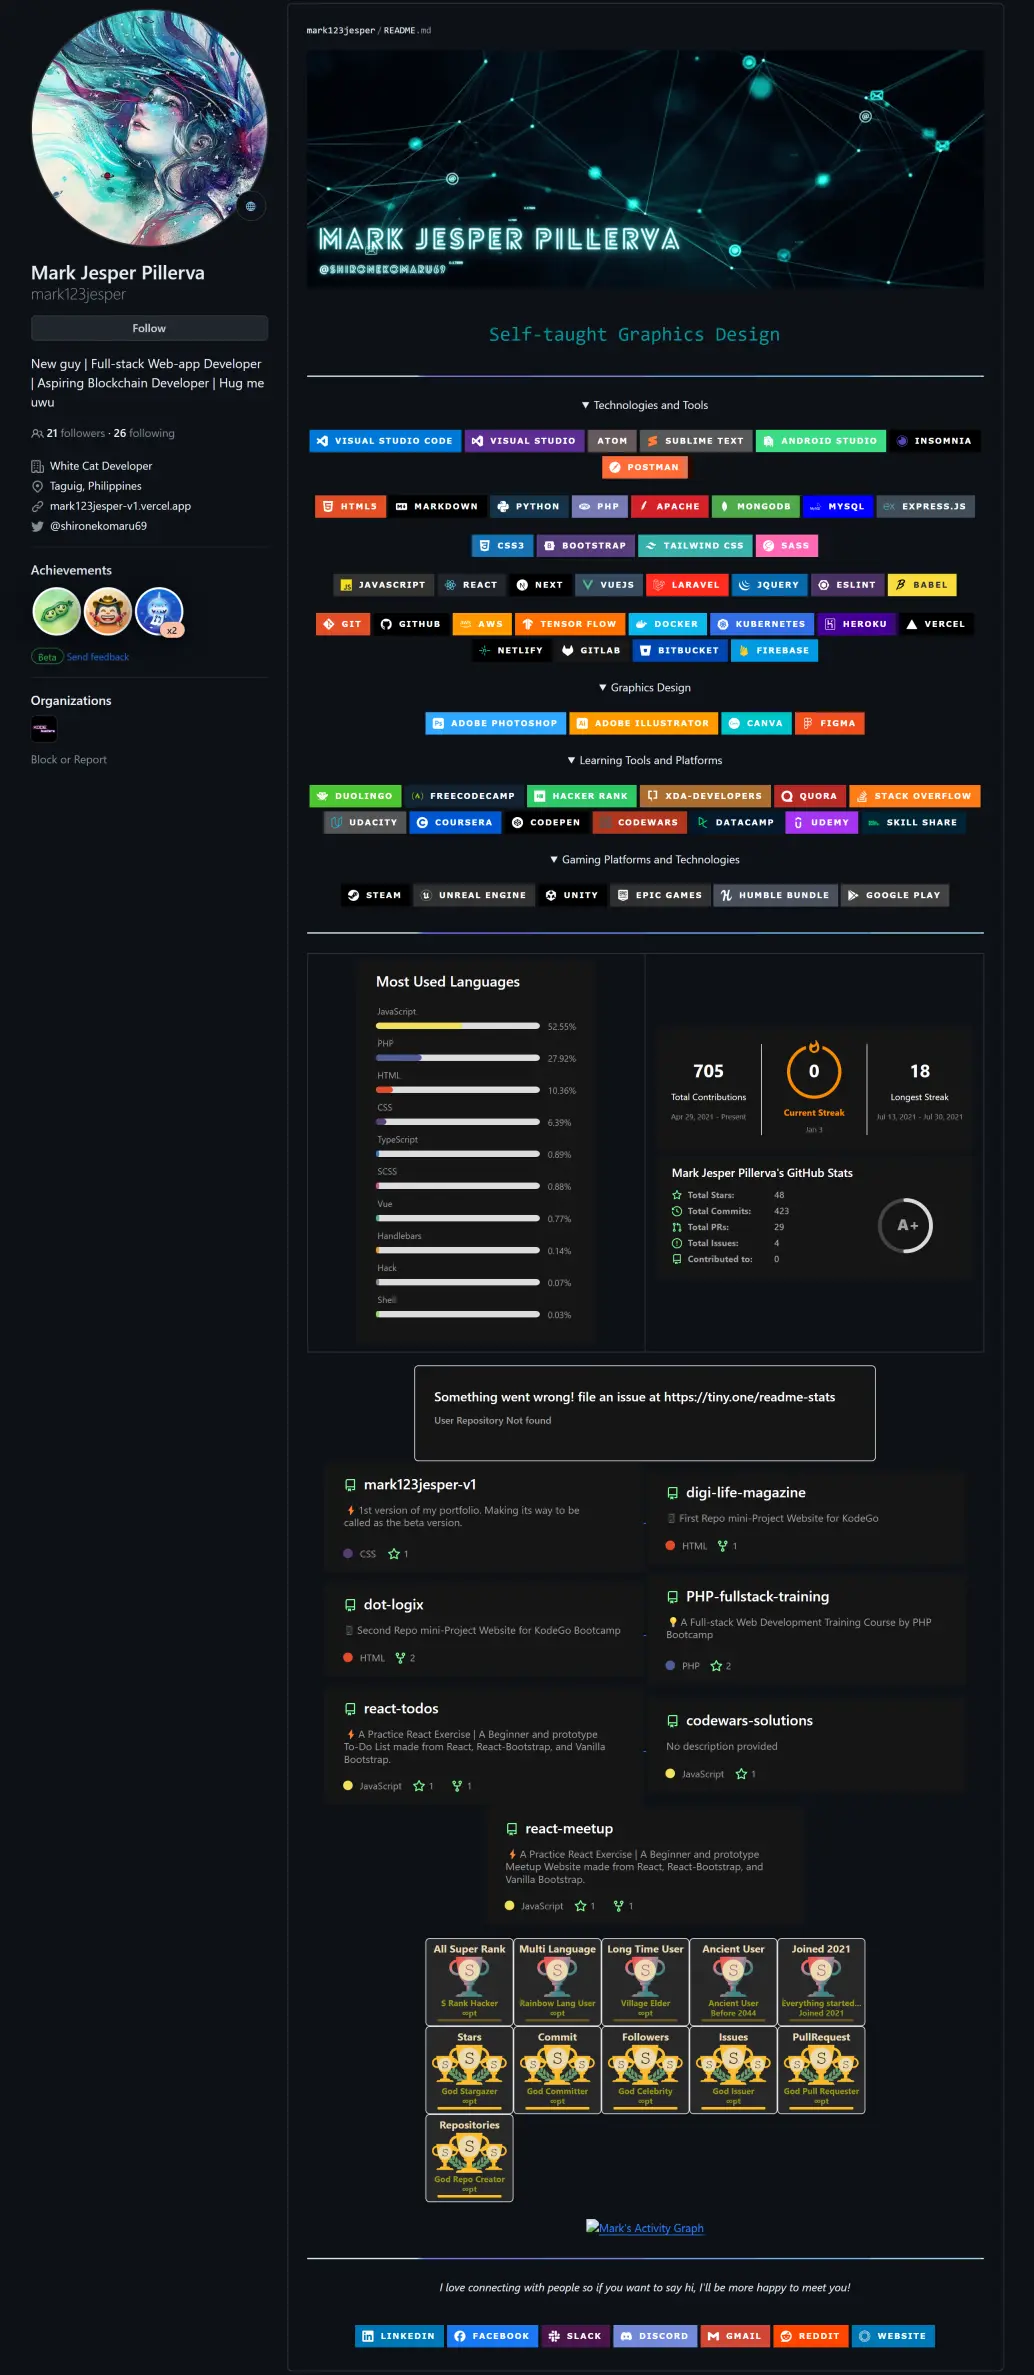 Mark Jesper Pillerva
mark123jesper
Follow
New guy | Full-stack Web-app Developer
| Aspiring Blockchain Developer | Hug me
uwu
21 followers · 26 following
White Cat Developer
Taguig, Philippines
mark123jesper-v1.vercel.app
@shironekomaru69
Achievements
x2
Beta Send feedback
Organizations
Block or Report
mark123jesper / README.md
MARK JESPER PILLERVA
@SHIRONEKOMARU69
Self-taught Graphics Design
▼ Technologies and Tools
VISUAL STUDIO CODE VISUAL STUDIO ATOM SUBLIME TEXT ANDROID STUDIO INSOMNIA
POSTMAN
HTML5 MARKDOWN PYTHON PHP APACHE MONGODB MYSQL EXPRESS.JS
CSS3 BOOTSTRAP TAILWIND CSS SASS
JAVASCRIPT REACT NEXT VUEJS LARAVEL JQUERY ESLINT BABEL
GIT GITHUB AWS TENSOR FLOW DOCKER KUBERNETES HEROKU VERCEL
NETLIFY GITLAB BITBUCKET FIREBASE
▼ Graphics Design
ADOBE PHOTOSHOP ADOBE ILLUSTRATOR CANVA FIGMA
▼ Learning Tools and Platforms
DUOLINGO FREECODECAMP HACKER RANK XDA-DEVELOPERS QUORA STACK OVERFLOW
UDACITY COURSERA CODEPEN CODEWARS DATACAMP UDEMY SKILL SHARE
▼ Gaming Platforms and Technologies
STEAM UNREAL ENGINE UNITY EPIC GAMES HUMBLE BUNDLE GOOGLE PLAY
Most Used Languages
JavaScript
52.55%
PHP
27.92%
HTML
10.36%
CSS
6.39%
TypeScript
0.89%
SCSS
0.88%
Vue
0.77%
Handlebars
0.14%
Hack
0.07%
Shell
0.03%
705
Total Contributions
Apr 29, 2021 - Present
0
Current Streak
Jan 3
18
Longest Streak
Jul 13, 2021 - Jul 30, 2021
Mark Jesper Pillerva's GitHub Stats
Total Stars: 48
Total Commits: 423
Total PRs: 29
Total Issues: 4
Contributed to: 0
A+
Something went wrong! file an issue at https://tiny.one/readme-stats
User Repository Not found
mark123jesper-v1
1st version of my portfolio. Making its way to be
called as the beta version.
CSS 1
digi-life-magazine
First Repo mini-Project Website for KodeGo
HTML 1
dot-logix
Second Repo mini-Project Website for KodeGo Bootcamp
HTML 2
PHP-fullstack-training
A Full-stack Web Development Training Course by PHP
Bootcamp
PHP 2
react-todos
A Practice React Exercise | A Beginner and prototype
To-Do List made from React, React-Bootstrap, and Vanilla
Bootstrap.
JavaScript 1 1
codewars-solutions
No description provided
JavaScript 1
react-meetup
A Practice React Exercise | A Beginner and prototype
Meetup Website made from React, React-Bootstrap, and
Vanilla Bootstrap.
JavaScript 1 1
All Super Rank Multi Language Long Time User Ancient User Joined 2021
S S S S S
S Rank Hacker Rainbow Lang User Village Elder Ancient User Everything started...
∞pt ∞pt ∞pt Before 2044 Joined 2021
Stars Commit Followers Issues PullRequest
God Stargazer God Committer God Celebrity God Issuer God Pull Requester
∞pt ∞pt ∞pt ∞pt ∞pt
Repositories
God Repo Creator
∞pt
Mark's Activity Graph
I love connecting with people so if you want to say hi, I'll be more happy to meet you!
LINKEDIN FACEBOOK SLACK DISCORD GMAIL REDDIT WEBSITE